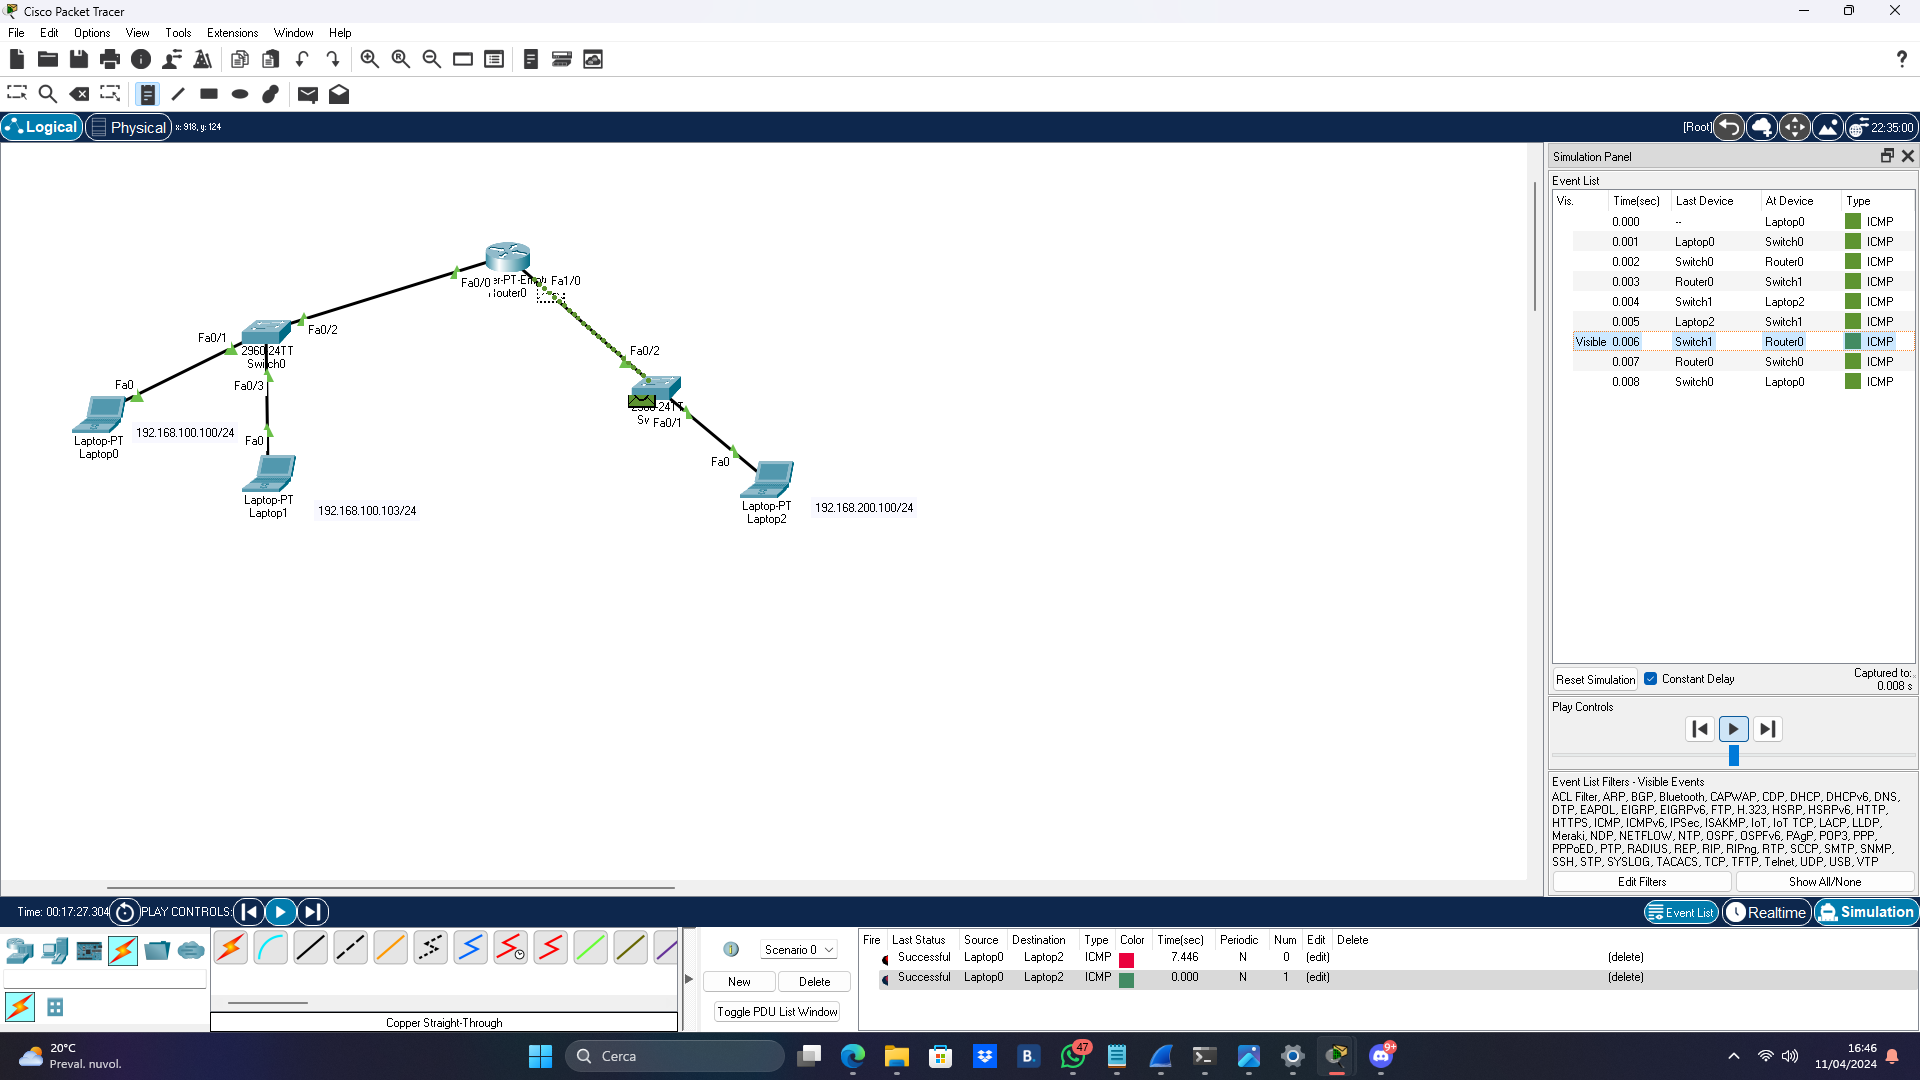 Cisco Packet Tracer
File Edit Options View Tools Extensions Window Help
?
Logical Physical x: 918, y: 124 [Root] 22:35:00
Fa1/0
Fa0/0
Router0
Fa0/2
Fa0/1
2960-24TT
Switch0
Fa0/2
Fa0
Fa0/3
Fa0/1
192.168.100.100/24
Laptop-PT
Laptop0
Fa0
Fa0
Laptop-PT
Laptop1
192.168.100.103/24
Laptop-PT
Laptop2
192.168.200.100/24
Simulation Panel
Event List
Vis. Time(sec) Last Device At Device Type
0.000 -- Laptop0 ICMP
0.001 Laptop0 Switch0 ICMP
0.002 Switch0 Router0 ICMP
0.003 Router0 Switch1 ICMP
0.004 Switch1 Laptop2 ICMP
0.005 Laptop2 Switch1 ICMP
Visible 0.006 Switch1 Router0 ICMP
0.007 Router0 Switch0 ICMP
0.008 Switch0 Laptop0 ICMP
Reset Simulation Constant Delay Captured to:
0.008 s
Play Controls
Event List Filters - Visible Events
ACL Filter, ARP, BGP, Bluetooth, CAPWAP, CDP, DHCP, DHCPv6, DNS,
DTP, EAPOL, EIGRP, EIGRPv6, FTP, H.323, HSRP, HSRPv6, HTTP,
HTTPS, ICMP, ICMPv6, IPSec, ISAKMP, IoT, IoT TCP, LACP, LLDP,
Meraki, NDP, NETFLOW, NTP, OSPF, OSPFv6, PAgP, POP3, PPP,
PPPoED, PTP, RADIUS, REP, RIP, RIPng, RTP, SCCP, SMTP, SNMP,
SSH, STP, SYSLOG, TACACS, TCP, TFTP, Telnet, UDP, USB, VTP
Edit Filters Show All/None
Time: 00:17:27.304 PLAY CONTROLS: Event List Realtime Simulation
Scenario 0
New Delete
Toggle PDU List Window
Copper Straight-Through
Fire Last Status Source Destination Type Color Time(sec) Periodic Num Edit Delete
Successful Laptop0 Laptop2 ICMP 7.446 N 0 (edit) (delete)
Successful Laptop0 Laptop2 ICMP 0.000 N 1 (edit) (delete)
20°C
Preval. nuvol.
Cerca
B.
47
9+
16:46
11/04/2024